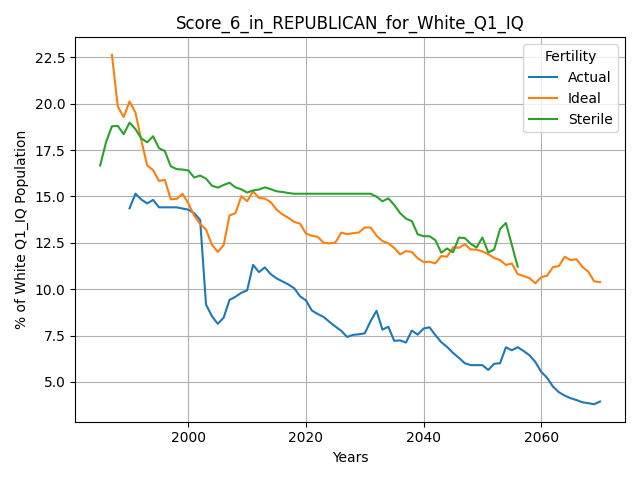 Score_6_in_REPUBLICAN_for_White_Q1_IQ
Fertility
Actual
Ideal
Sterile
% of White Q1_IQ Population
22.5
20.0
17.5
15.0
12.5
10.0
7.5
5.0
2000
2020
2040
2060
Years